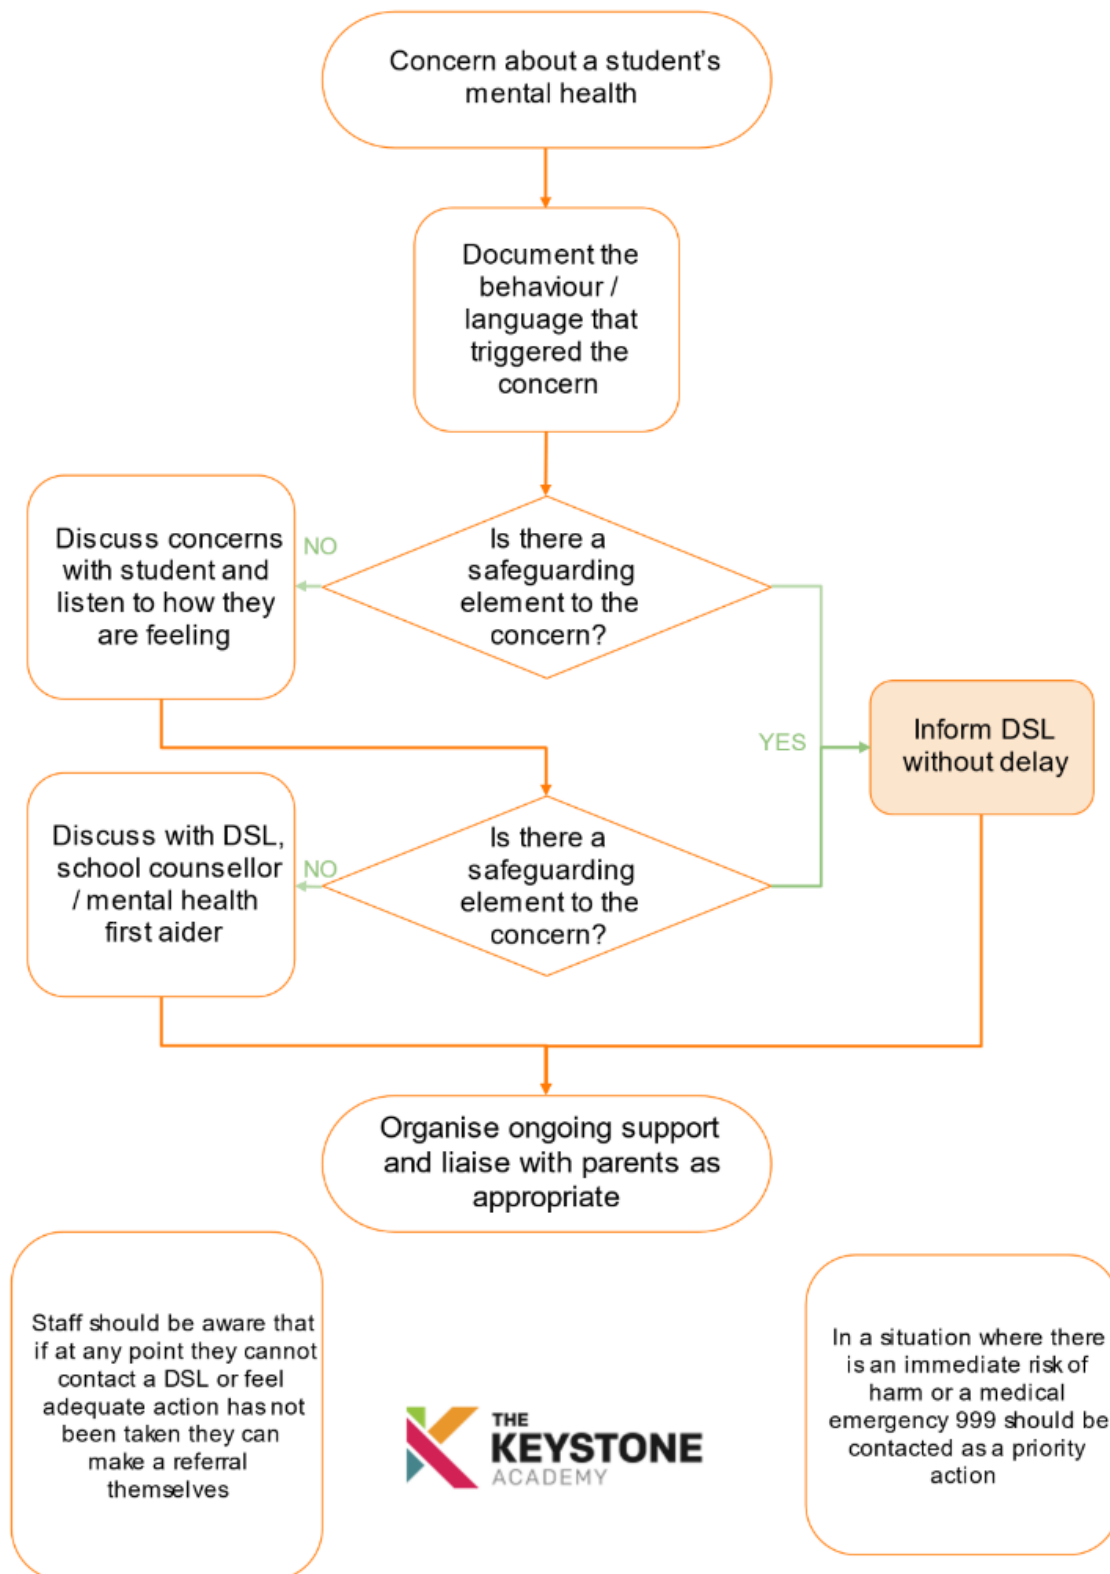 Concern about a student's
mental health
Document the
behaviour /
language that
triggered the
concern
Is there a
safeguarding
element to the
concern?
NO
Discuss concerns
with student and
listen to how they
are feeling
YES
Inform DSL
without delay
Is there a
safeguarding
element to the
concern?
NO
Discuss with DSL,
school counsellor
/ mental health
first aider
Organise ongoing support
and liaise with parents as
appropriate
Staff should be aware that
if at any point they cannot
contact a DSL or feel
adequate action has not
been taken they can
make a referral
themselves
THE
KEYSTONE
ACADEMY
In a situation where there
is an immediate risk of
harm or a medical
emergency 999 should be
contacted as a priority
action